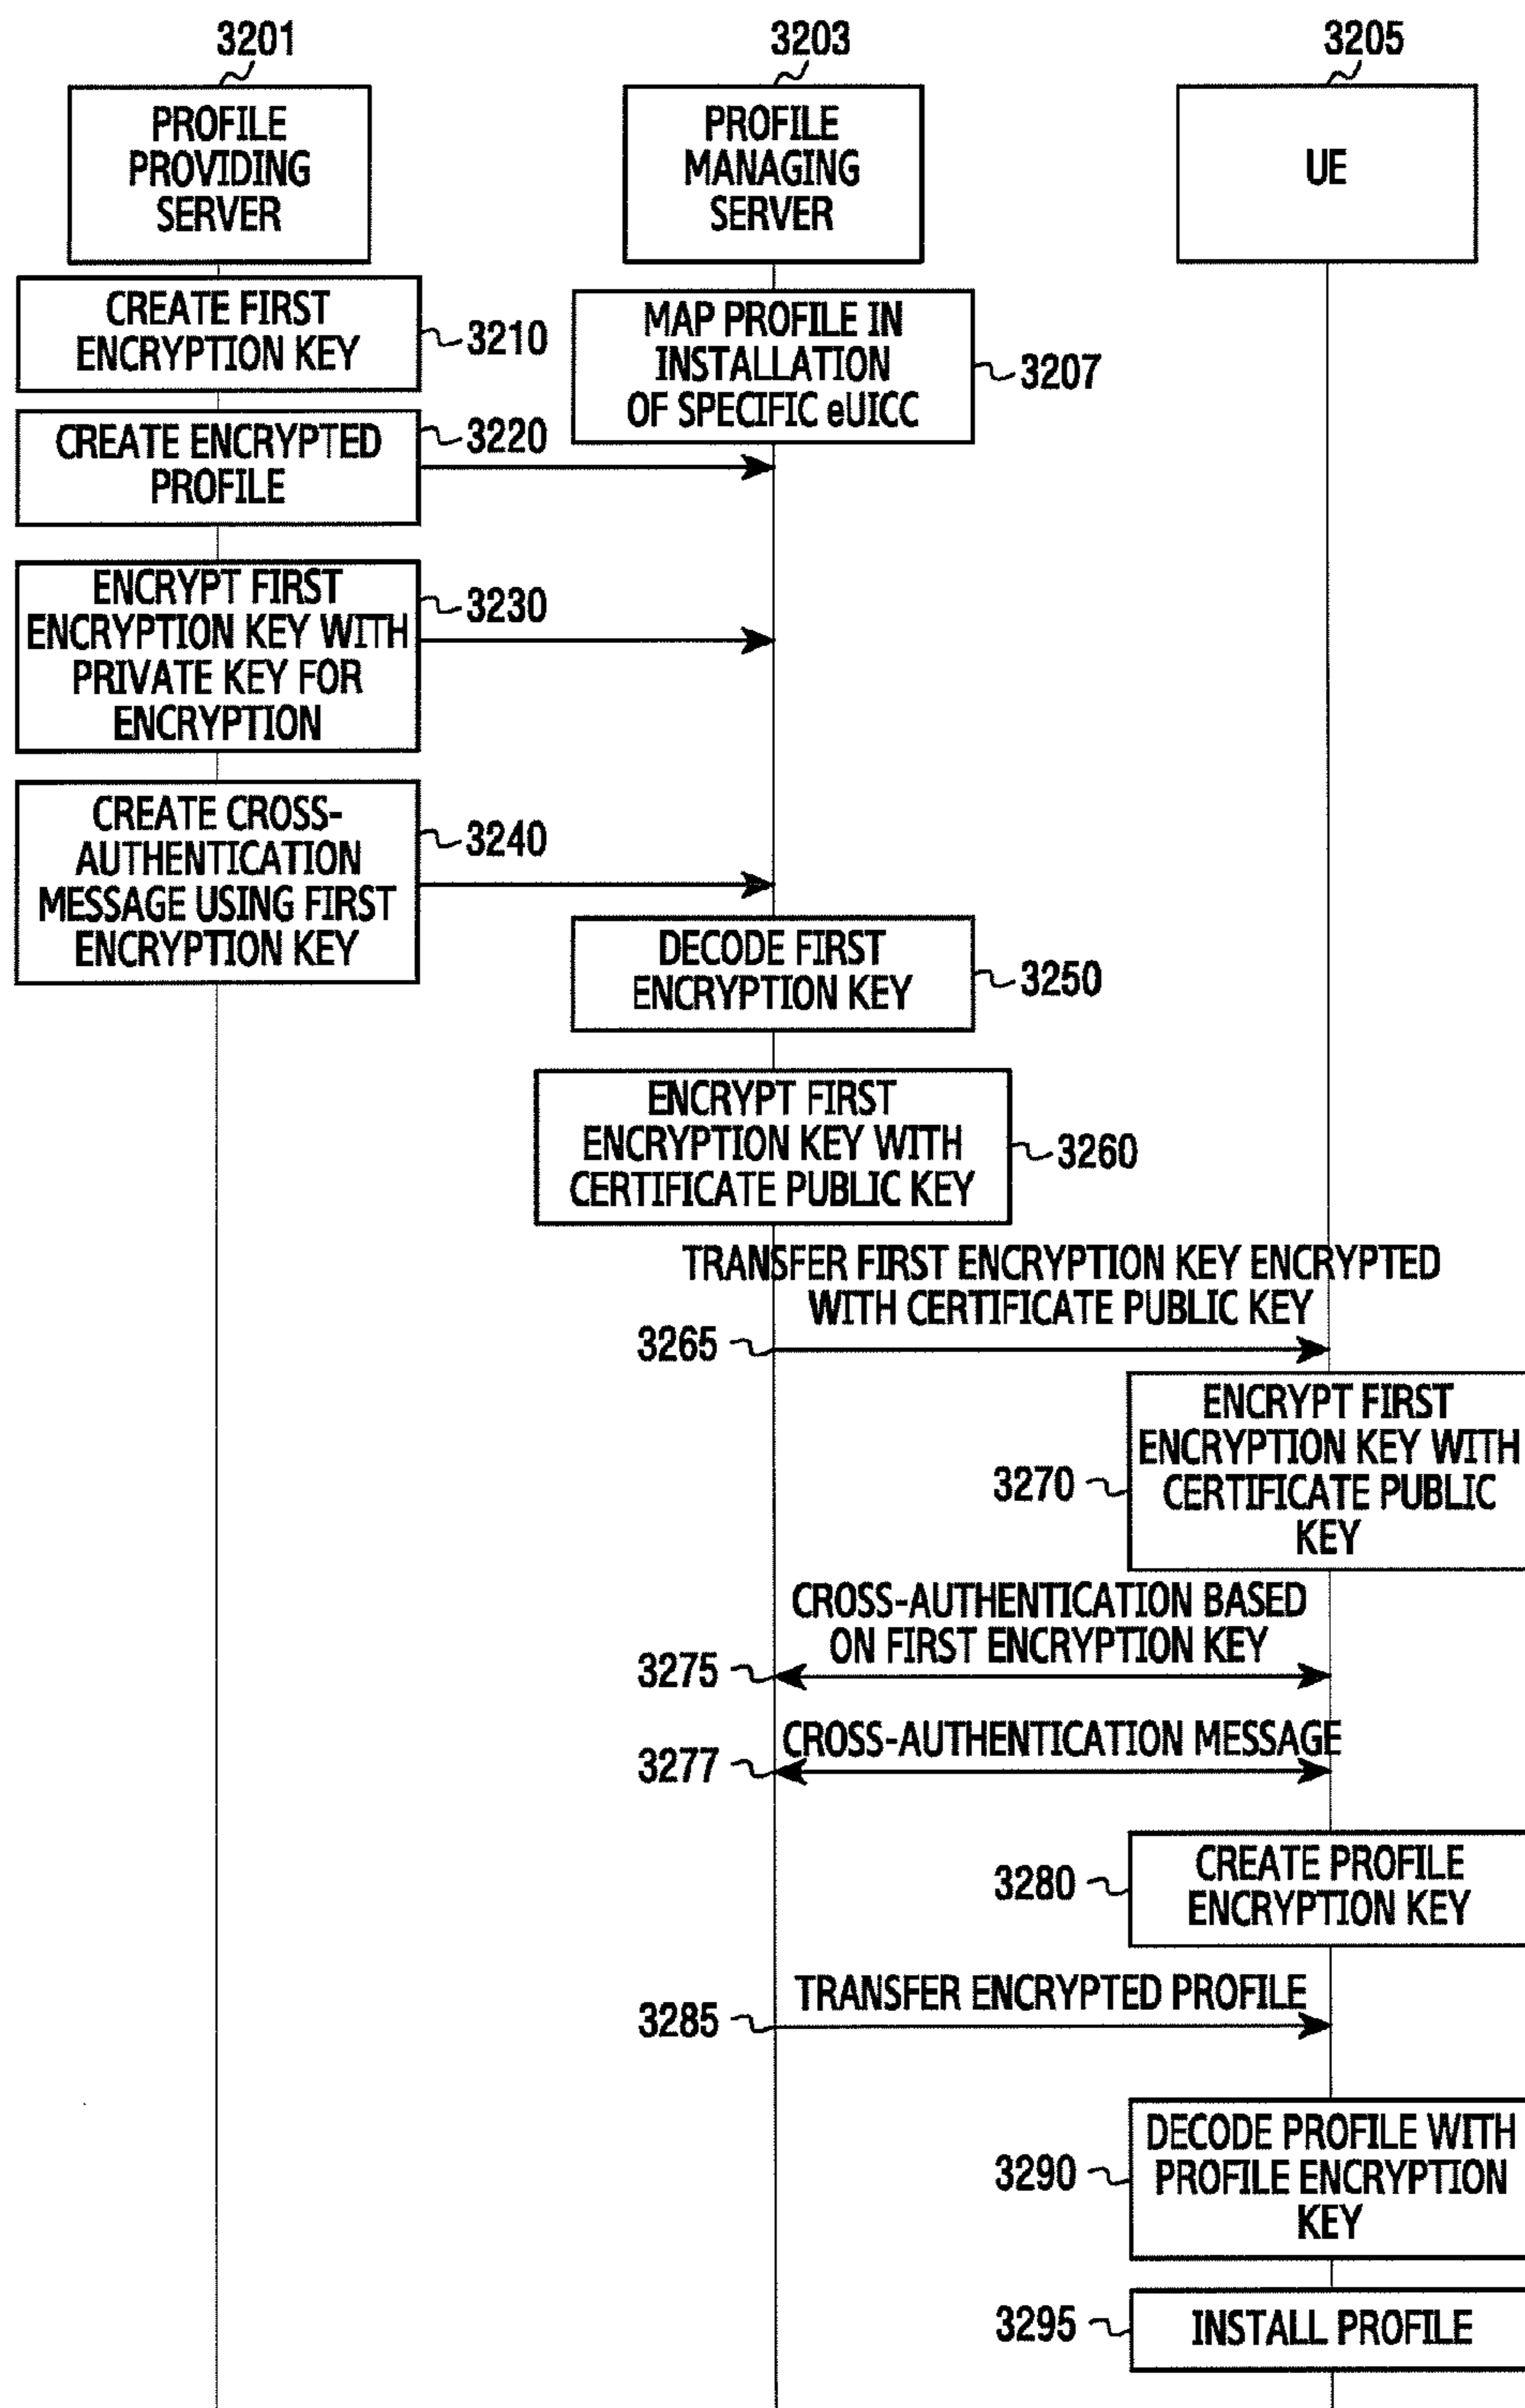 3201
3203
3205
PROFILE
PROVIDING
SERVER
PROFILE
MANAGING
SERVER
UE
CREATE FIRST
ENCRYPTION KEY
3210
MAP PROFILE IN
INSTALLATION
OF SPECIFIC eUICC
3207
CREATE ENCRYPTED
PROFILE
3220
ENCRYPT FIRST
ENCRYPTION KEY WITH
PRIVATE KEY FOR
ENCRYPTION
3230
CREATE CROSS-
AUTHENTICATION
MESSAGE USING FIRST
ENCRYPTION KEY
3240
DECODE FIRST
ENCRYPTION KEY
3250
ENCRYPT FIRST
ENCRYPTION KEY WITH
CERTIFICATE PUBLIC KEY
3260
TRANSFER FIRST ENCRYPTION KEY ENCRYPTED
WITH CERTIFICATE PUBLIC KEY
3265
ENCRYPT FIRST
ENCRYPTION KEY WITH
CERTIFICATE PUBLIC
KEY
3270
CROSS-AUTHENTICATION BASED
ON FIRST ENCRYPTION KEY
3275
CROSS-AUTHENTICATION MESSAGE
3277
CREATE PROFILE
ENCRYPTION KEY
3280
TRANSFER ENCRYPTED PROFILE
3285
DECODE PROFILE WITH
PROFILE ENCRYPTION
KEY
3290
INSTALL PROFILE
3295